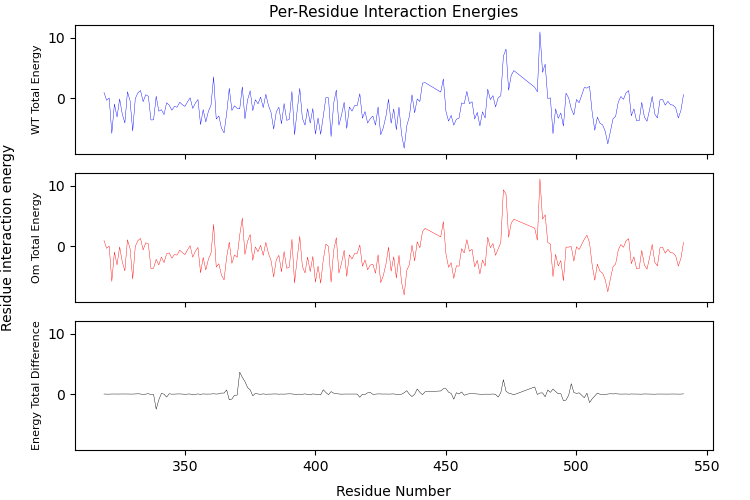 Per-Residue Interaction Energies
Residue interaction energy
WT Total Energy
10
0
Om Total Energy
10
0
Energy Total Difference
10
0
350
400
450
500
550
Residue Number